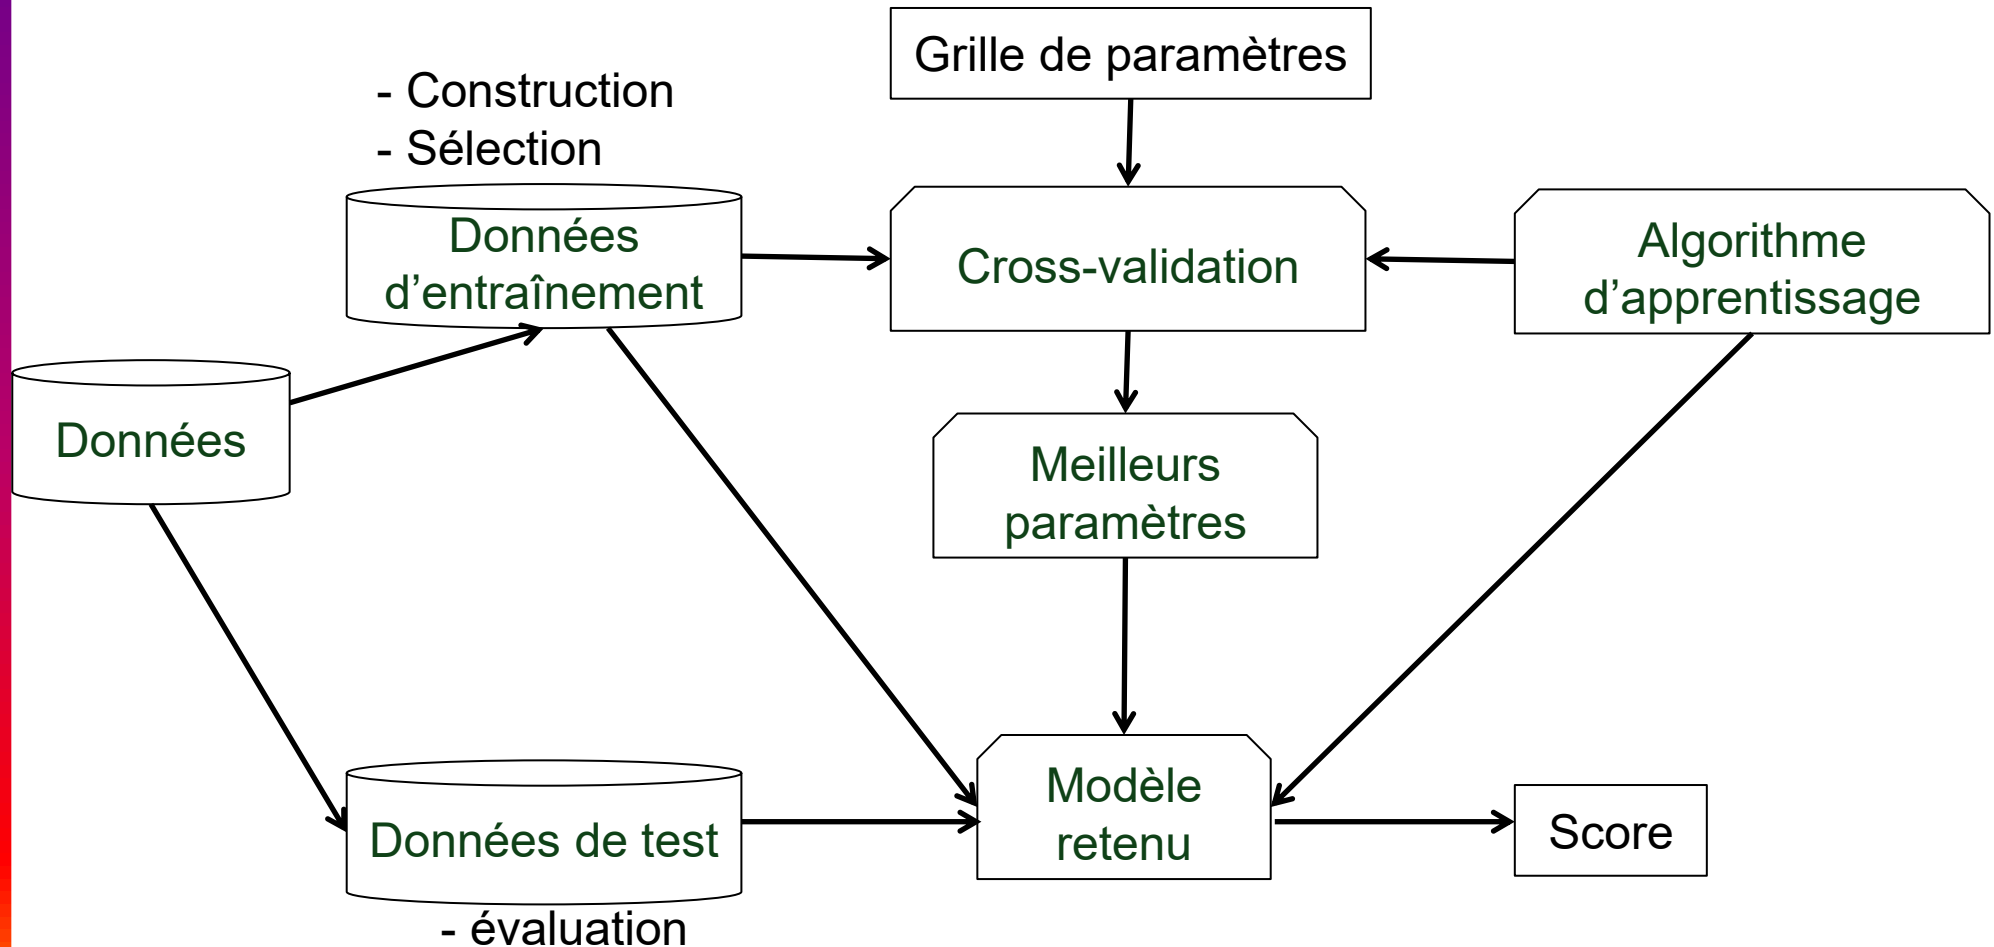 Grille de paramètres
- Construction
- Sélection
Données
d’entraînement
Cross-validation
Algorithme
d’apprentissage
Données
Meilleurs
paramètres
Données de test
- évaluation
Modèle
retenu
Score